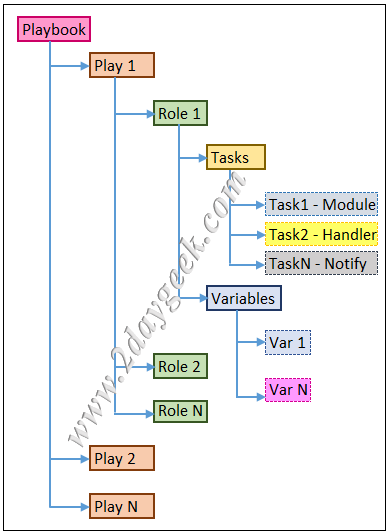 Playbook
Play 1
Role 1
Tasks
Task1 - Module
Task2 - Handler
TaskN - Notify
Variables
Var 1
Var N
Role 2
Role N
Play 2
Play N
www.2daygeek.com